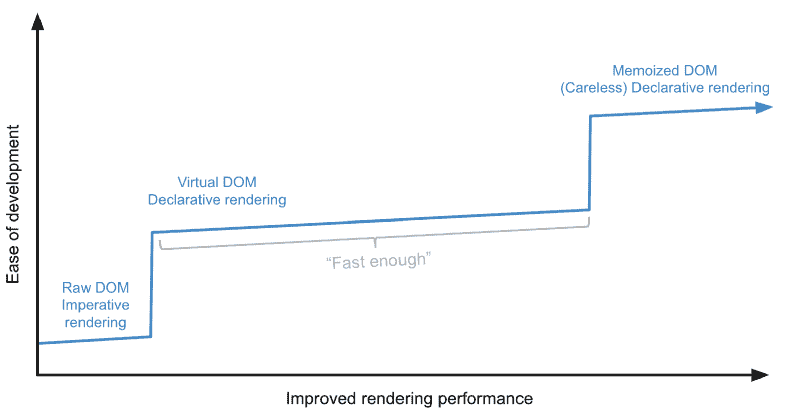 Memoized DOM
(Careless) Declarative rendering
Virtual DOM
Declarative rendering
"Fast enough"
Raw DOM
Imperative
rendering
Ease of development
Improved rendering performance